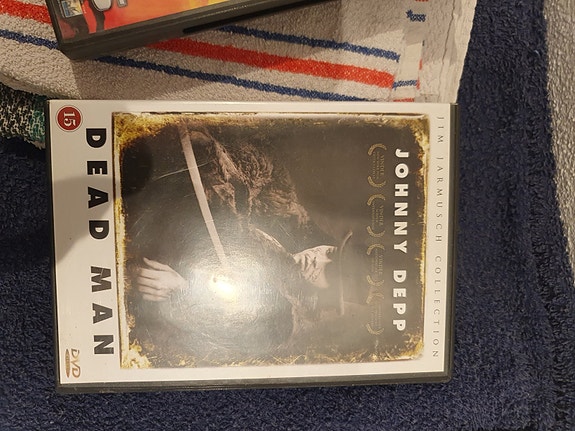 JIM JARMUSCH COLLECTION
JOHNNY DEPP
15
DEAD MAN
DVD